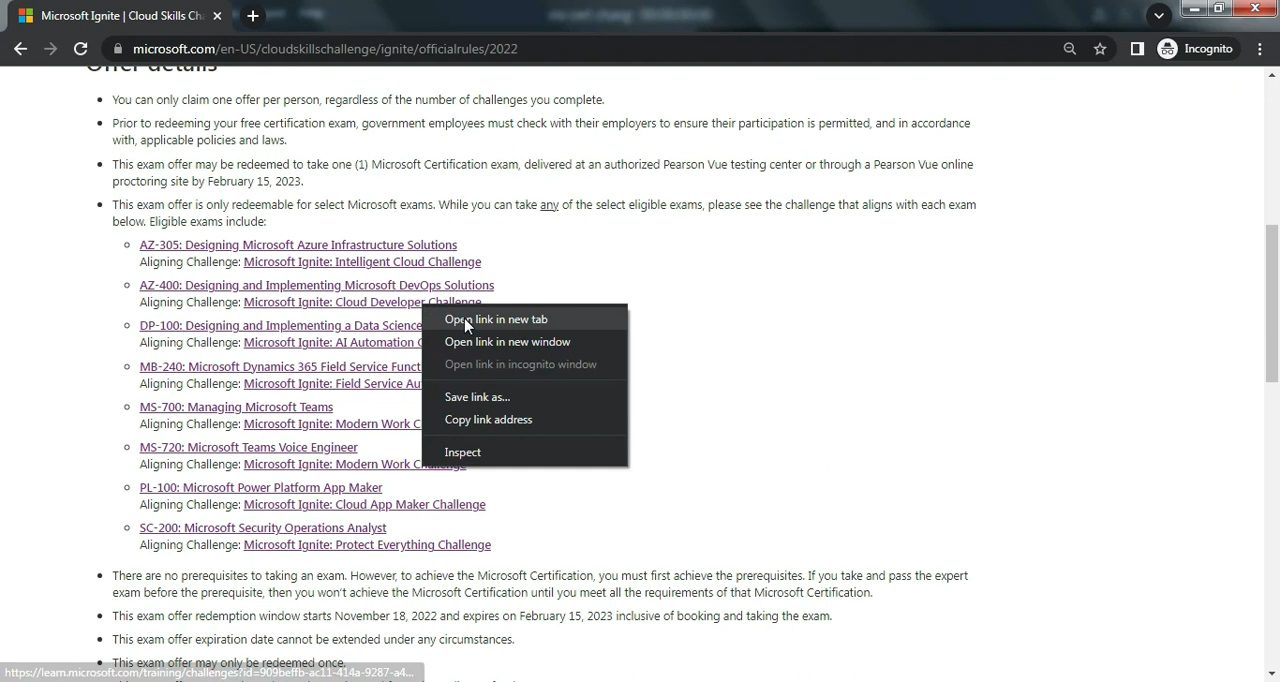 Microsoft Ignite | Cloud Skills Ch
microsoft.com/en-US/cloudskillschallenge/ignite/officialrules/2022
Incognito
Offer details
You can only claim one offer per person, regardless of the number of challenges you complete.
Prior to redeeming your free certification exam, government employees must check with their employers to ensure their participation is permitted, and in accordance
with, applicable policies and laws.
This exam offer may be redeemed to take one (1) Microsoft Certification exam, delivered at an authorized Pearson Vue testing center or through a Pearson Vue online
proctoring site by February 15, 2023.
This exam offer is only redeemable for select Microsoft exams. While you can take any of the select eligible exams, please see the challenge that aligns with each exam
below. Eligible exams include:
AZ-305: Designing Microsoft Azure Infrastructure Solutions
Aligning Challenge: Microsoft Ignite: Intelligent Cloud Challenge
AZ-400: Designing and Implementing Microsoft DevOps Solutions
Aligning Challenge: Microsoft Ignite: Cloud Developer Challenge
DP-100: Designing and Implementing a Data Science
Aligning Challenge: Microsoft Ignite: AI Automation C
MB-240: Microsoft Dynamics 365 Field Service Funct
Aligning Challenge: Microsoft Ignite: Field Service Au
MS-700: Managing Microsoft Teams
Aligning Challenge: Microsoft Ignite: Modern Work C
MS-720: Microsoft Teams Voice Engineer
Aligning Challenge: Microsoft Ignite: Modern Work Challenge
PL-100: Microsoft Power Platform App Maker
Aligning Challenge: Microsoft Ignite: Cloud App Maker Challenge
SC-200: Microsoft Security Operations Analyst
Aligning Challenge: Microsoft Ignite: Protect Everything Challenge
Open link in new tab
Open link in new window
Open link in incognito window
Save link as...
Copy link address
Inspect
There are no prerequisites to taking an exam. However, to achieve the Microsoft Certification, you must first achieve the prerequisites. If you take and pass the expert
exam before the prerequisite, then you won't achieve the Microsoft Certification until you meet all the requirements of that Microsoft Certification.
This exam offer redemption window starts November 18, 2022 and expires on February 15, 2023 inclusive of booking and taking the exam.
This exam offer expiration date cannot be extended under any circumstances.
This exam offer may only be redeemed once.
https://learn.microsoft.com/training/challenges?id=909beffb-ac11-414a-9287-a4...